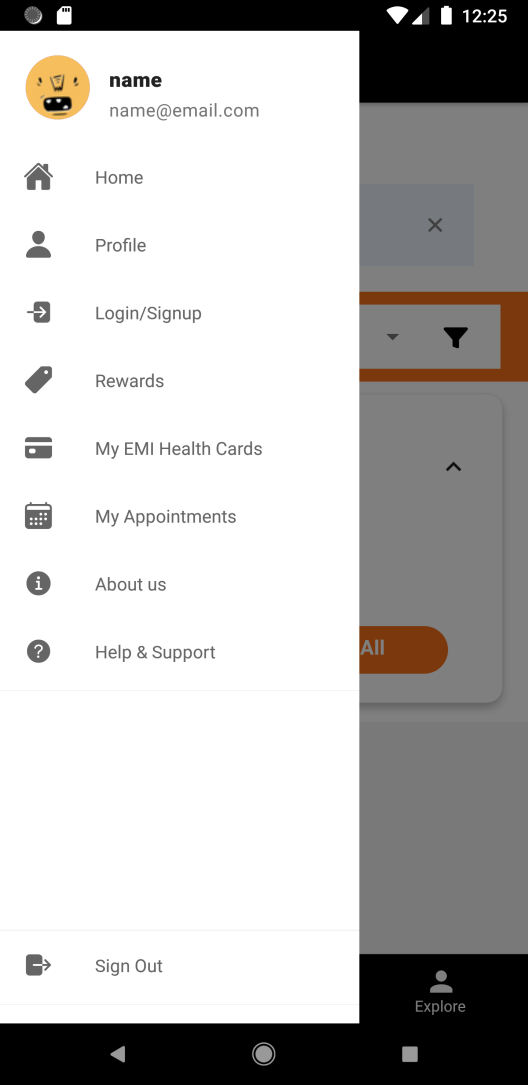 12:25
name
name@email.com
Home
Profile
Login/Signup
Rewards
My EMI Health Cards
My Appointments
About us
Help & Support
All
Sign Out
Explore